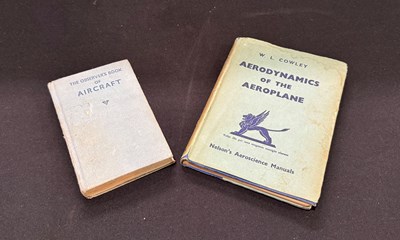 THE OBSERVER'S BOOK
OF
AIRCRAFT
W. L. COWLEY
AERODYNAMICS
OF THE
AEROPLANE
Nelson's Aeroscience Manuals